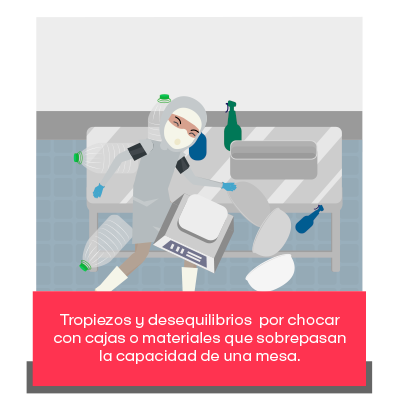 Tropiezos y desequilibrios por chocar
con cajas o materiales que sobrepasan
la capacidad de una mesa.